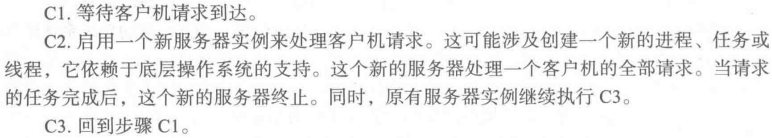 C1. 等待客户机请求到达。
C2. 启用一个新服务器实例来处理客户机请求。这可能涉及创建一个新的进程、任务或
线程，它依赖于底层操作系统的支持。这个新的服务器处理一个客户机的全部请求。当请求
的任务完成后，这个新的服务器终止。同时，原有服务器实例继续执行 C3。
C3. 回到步骤 C1。